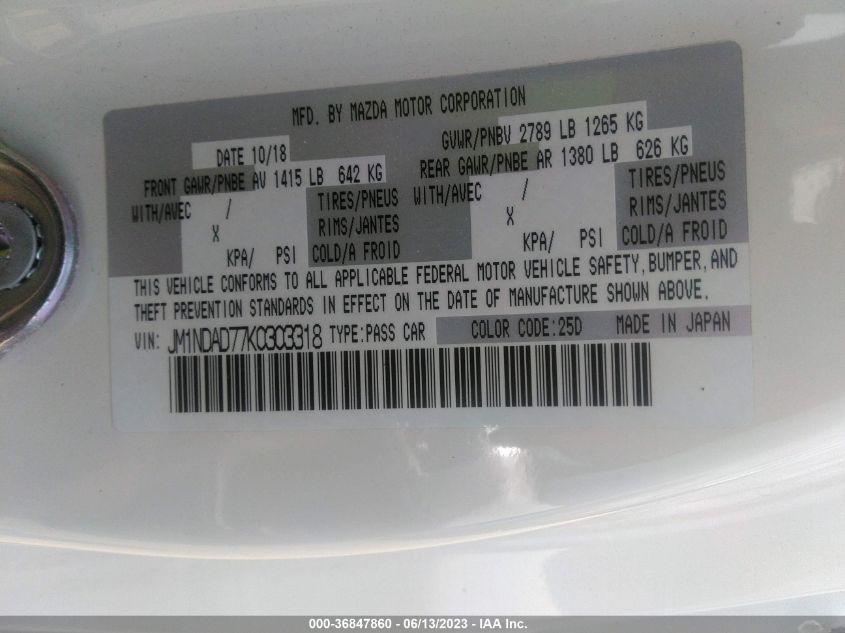 MFD. BY MAZDA MOTOR CORPORATION
DATE 10/18
GVWR/PNBV 2789 LB 1265 KG
FRONT GAWR/PNBE AV 1415 LB 642 KG
REAR GAWR/PNBE AR 1380 LB 626 KG
WITH/AVEC / TIRES/PNEUS
WITH/AVEC / TIRES/PNEUS
X RIMS/JANTES
X RIMS/JANTES
KPA/ PSI COLD/A FROID
KPA/ PSI COLD/A FROID
THIS VEHICLE CONFORMS TO ALL APPLICABLE FEDERAL MOTOR VEHICLE SAFETY, BUMPER, AND
THEFT PREVENTION STANDARDS IN EFFECT ON THE DATE OF MANUFACTURE SHOWN ABOVE.
VIN: JM1NDAD77K0303318 TYPE:PASS CAR COLOR CODE:25D MADE IN JAPAN
000-36847860 - 06/13/2023 - IAA Inc.